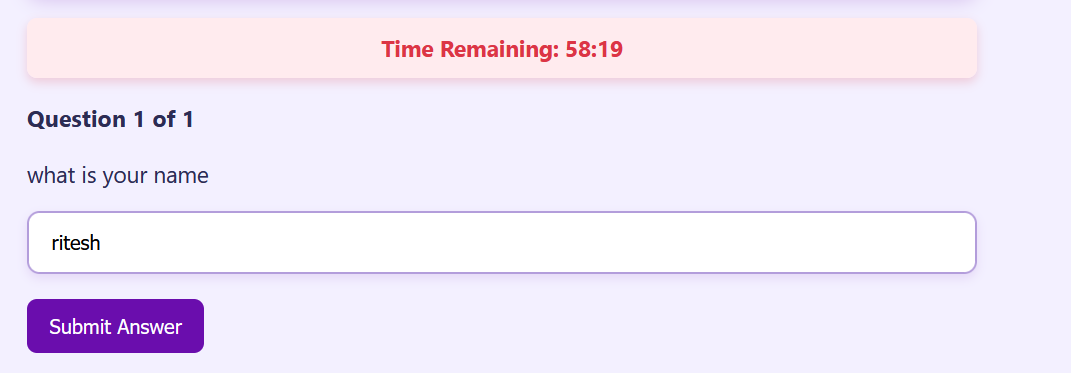 Time Remaining: 58:19
Question 1 of 1
what is your name
ritesh
Submit Answer